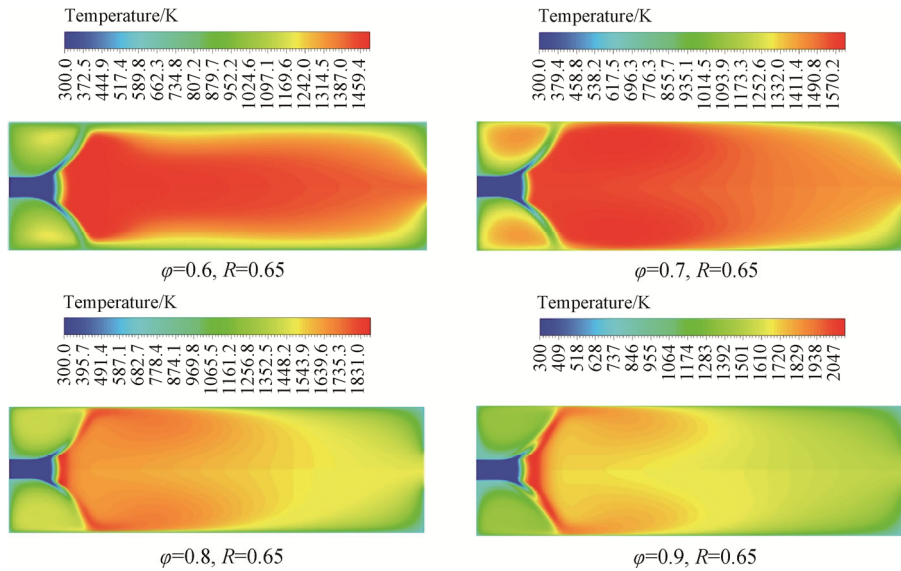 Temperature/K
300.0 372.5 444.9 517.4 589.8 662.3 734.8 807.2 879.7 952.2 1024.6 1097.1 1169.6 1242.0 1314.5 1387.0 1459.4
φ=0.6, R=0.65
Temperature/K
300.0 379.4 458.8 538.2 617.5 696.3 776.3 855.7 935.1 1014.5 1093.9 1173.3 1252.6 1332.0 1411.4 1490.8 1570.2
φ=0.7, R=0.65
Temperature/K
300.0 395.7 491.4 587.1 682.7 778.4 874.1 969.8 1065.5 1161.2 1256.8 1352.5 1448.2 1543.9 1639.6 1735.3 1831.0
φ=0.8, R=0.65
Temperature/K
300 409 518 628 737 846 955 1064 1174 1283 1392 1501 1610 1720 1829 1938 2047
φ=0.9, R=0.65